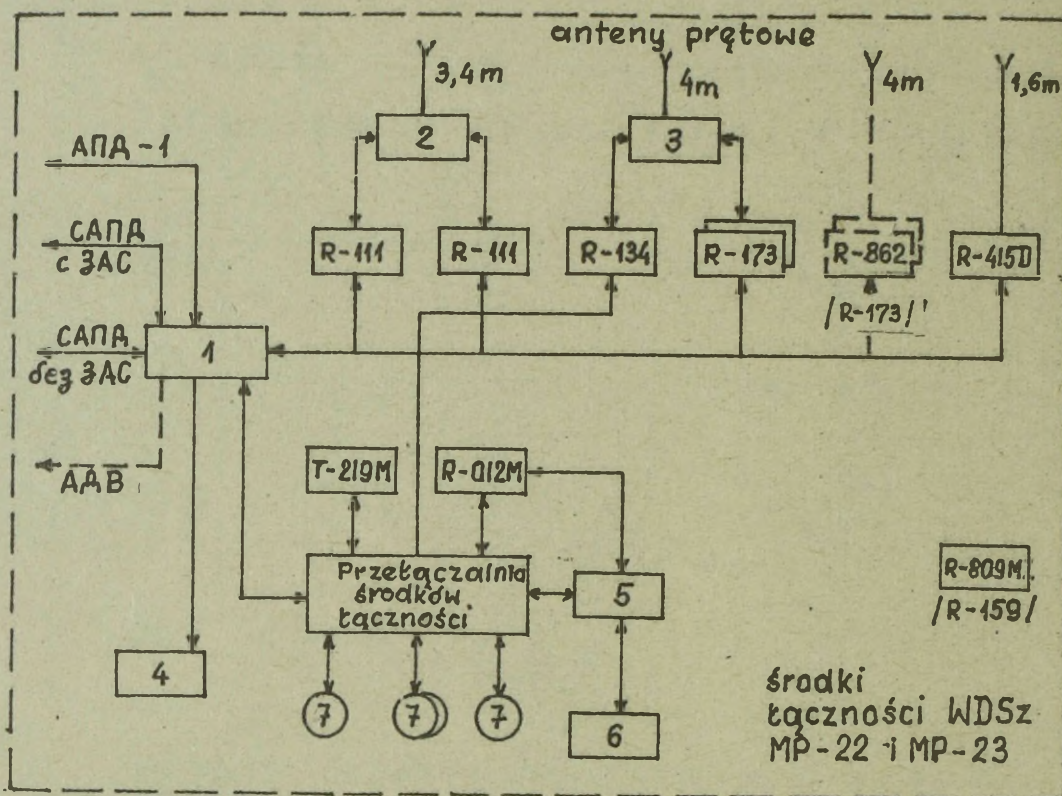 anteny prętowe
3,4m
4m
4m
1,6m
АПД-1
2
3
САПД
с ЗАС
R-111
R-111
R-134
R-173
R-862
R-415D
/R-173/
САПД
без ЗАС
1
АДВ
T-219M
R-012M
Przełączalnia
środków
łączności
5
R-809M
/R-159/
4
7
7
7
6
środki
łączności WDSz
MP-22 i MP-23